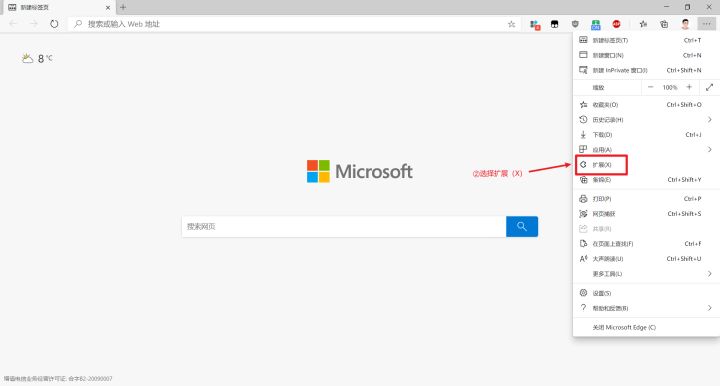 新建标签页
搜索或输入 Web 地址
8 °C
Microsoft
搜索网页
②选择扩展（X）
新建标签页(T) Ctrl+T
新建窗口(N) Ctrl+N
新建 InPrivate 窗口(I) Ctrl+Shift+N
缩放 100%
收藏夹(O) Ctrl+Shift+O
历史记录(H)
下载(D) Ctrl+J
应用(A)
扩展(X)
集锦(E) Ctrl+Shift+Y
打印(P) Ctrl+P
网页捕获 Ctrl+Shift+S
共享(R)
在页面上查找(F) Ctrl+F
大声朗读(U) Ctrl+Shift+U
更多工具(L)
设置(S)
帮助和反馈(B)
关闭 Microsoft Edge (C)
增值电信业务经营许可证: 合字B2-20090007